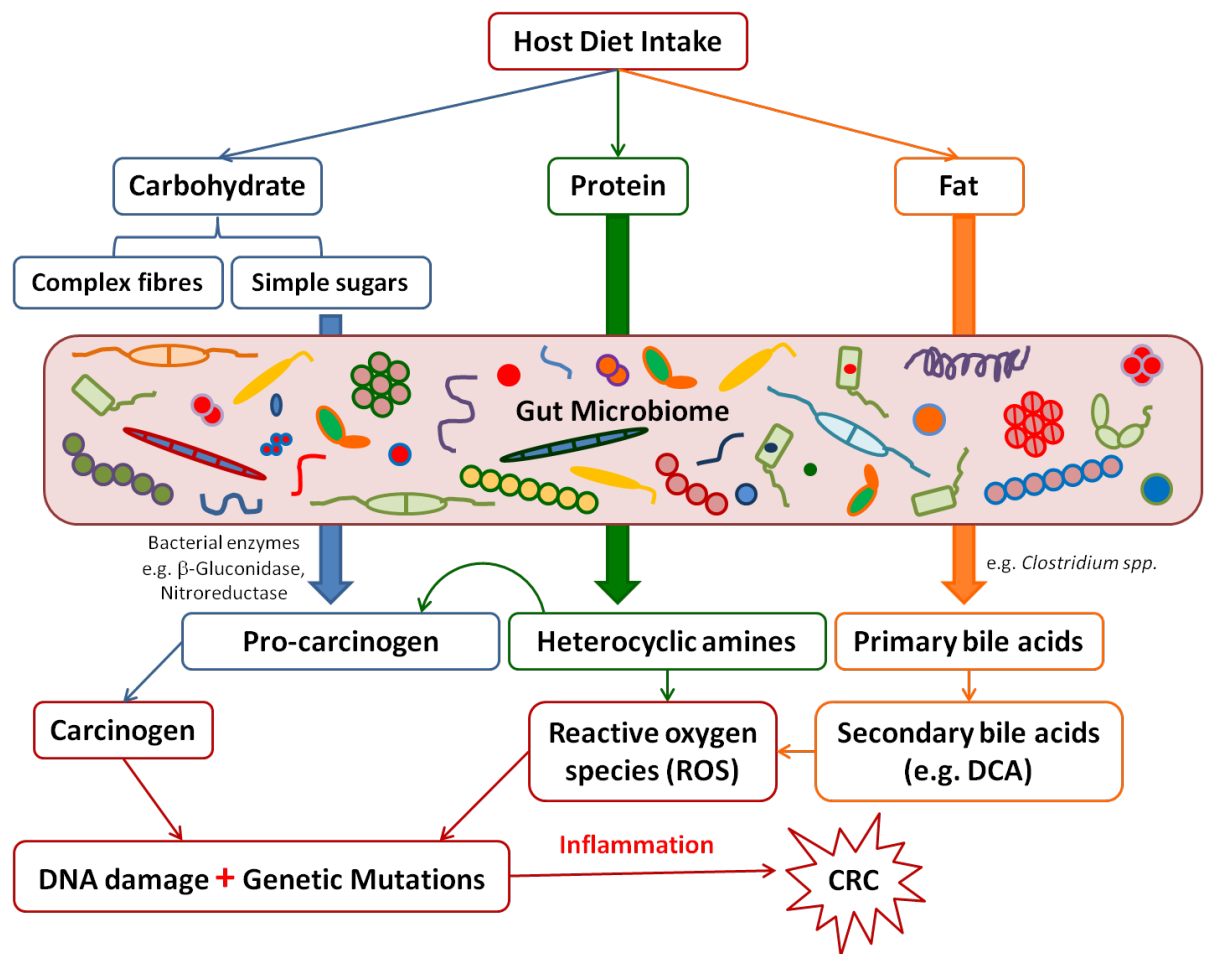 Host Diet Intake
Carbohydrate
Protein
Fat
Complex fibres
Simple sugars
Gut Microbiome
Bacterial enzymes
e.g. β-Gluconidase,
Nitroreductase
e.g. Clostridium spp.
Pro-carcinogen
Heterocyclic amines
Primary bile acids
Carcinogen
Reactive oxygen
species (ROS)
Secondary bile acids
(e.g. DCA)
Inflammation
DNA damage + Genetic Mutations
CRC